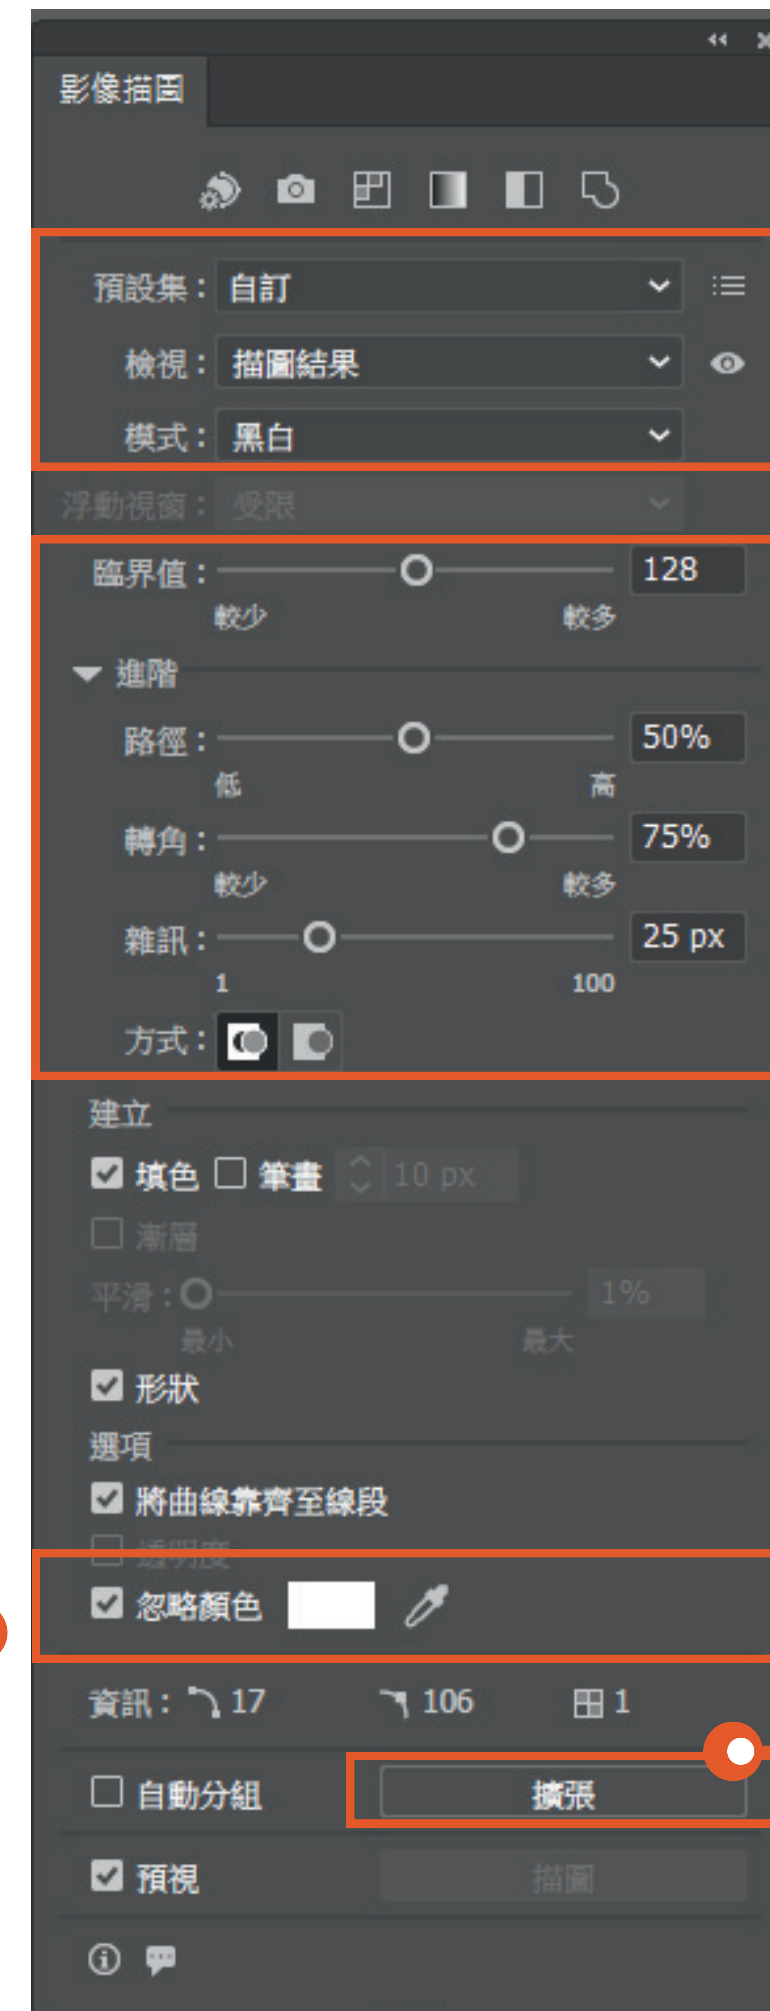 影像描圖
預設集： 自訂
檢視： 描圖結果
模式： 黑白
浮動視窗： 受限
臨界值： 128
較少 較多
進階
路徑： 50%
低 高
轉角： 75%
較少 較多
雜訊： 25 px
1 100
方式：
建立
填色 筆畫 10 px
漸層
平滑： 1%
最小 最大
形狀
選項
將曲線靠齊至線段
透明度
忽略顏色
資訊： 17 106 1
自動分組 擴張
預視 描圖